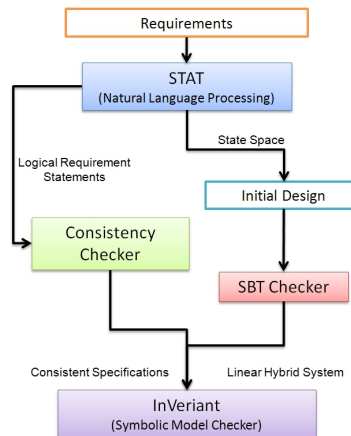 Requirements
STAT
(Natural Language Processing)
State Space
Logical Requirement
Statements
Initial Design
Consistency
Checker
SBT Checker
Consistent Specifications
Linear Hybrid System
InVeriant
(Symbolic Model Checker)